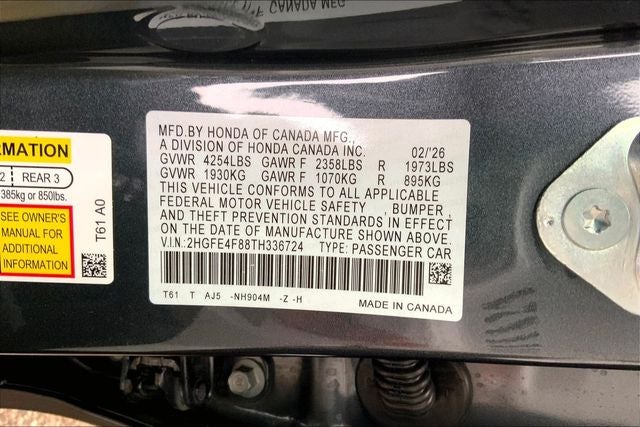 MFD.BY HONDA OF CANADA MFG.,
A DIVISION OF HONDA CANADA INC. 02/'26
GVWR 4254LBS GAWR F 2358LBS R 1973LBS
GVWR 1930KG GAWR F 1070KG R 895KG
THIS VEHICLE CONFORMS TO ALL APPLICABLE
FEDERAL MOTOR VEHICLE SAFETY , BUMPER ,
AND THEFT PREVENTION STANDARDS IN EFFECT
ON THE DATE OF MANUFACTURE SHOWN ABOVE.
V.I.N.:2HGFE4F88TH336724 TYPE: PASSENGER CAR
T61 T AJ5 -NH904M -Z -H MADE IN CANADA
RMATION
2 REAR 3
385kg or 850lbs.
SEE OWNER'S
MANUAL FOR
ADDITIONAL
INFORMATION
T61 A0